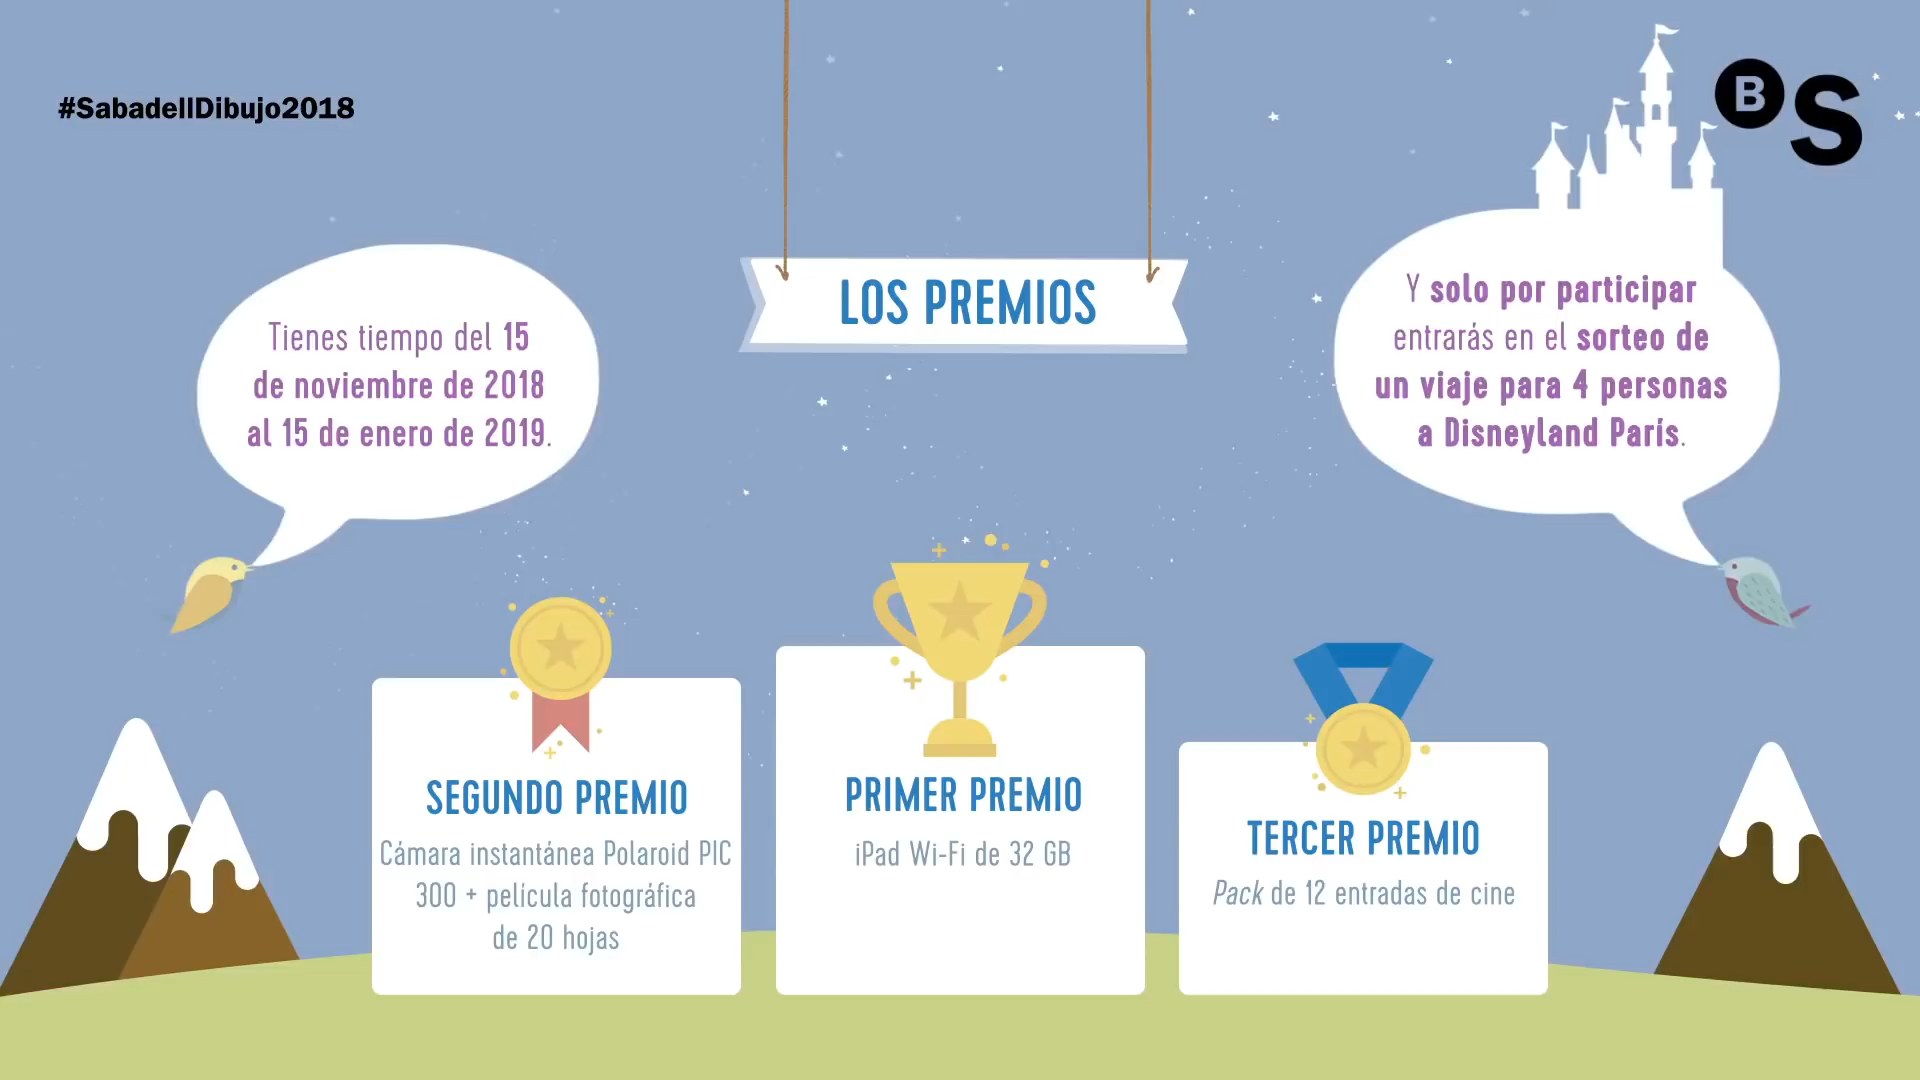 #SabadellDibujo2018
B
S
LOS PREMIOS
Tienes tiempo del 15
de noviembre de 2018
al 15 de enero de 2019.
Y solo por participar
entrarás en el sorteo de
un viaje para 4 personas
a Disneyland París.
SEGUNDO PREMIO
Cámara instantánea Polaroid PIC
300 + película fotográfica
de 20 hojas
PRIMER PREMIO
iPad Wi-Fi de 32 GB
TERCER PREMIO
Pack de 12 entradas de cine